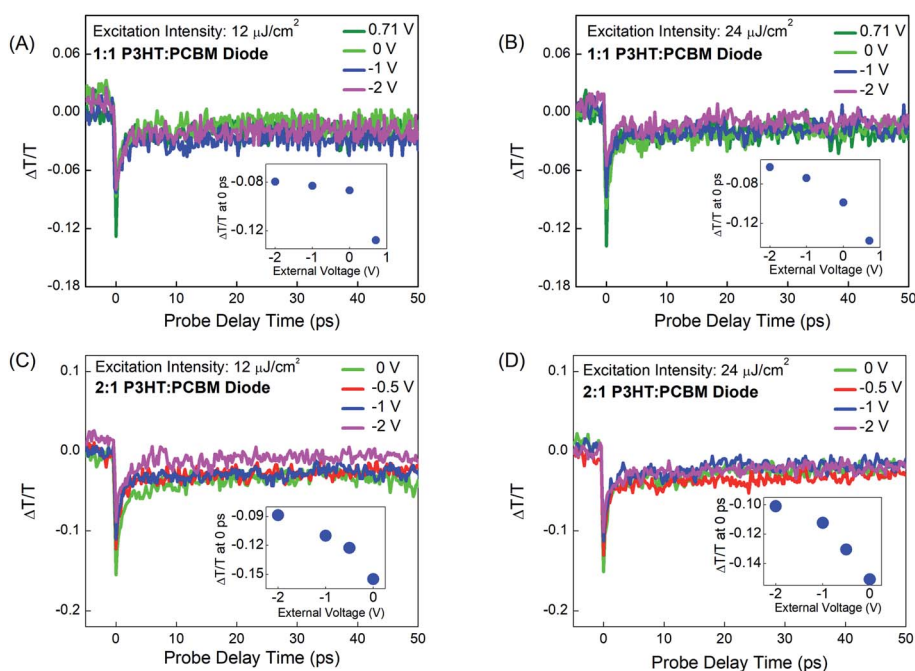 (A)
Excitation Intensity: 12 μJ/cm²
1:1 P3HT:PCBM Diode
0.71 V
0 V
-1 V
-2 V
0.06
0.00
-0.06
-0.12
-0.18
ΔT/T
0
10
20
30
40
50
Probe Delay Time (ps)
-0.08
-0.12
ΔT/T at 0 ps
-2
-1
0
1
External Voltage (V)
(B)
Excitation Intensity: 24 μJ/cm²
1:1 P3HT:PCBM Diode
0.71 V
0 V
-1 V
-2 V
0.06
0.00
-0.06
-0.12
-0.18
ΔT/T
0
10
20
30
40
50
Probe Delay Time (ps)
-0.08
-0.12
ΔT/T at 0 ps
-2
-1
0
1
External Voltage (V)
(C)
Excitation Intensity: 12 μJ/cm²
2:1 P3HT:PCBM Diode
0 V
-0.5 V
-1 V
-2 V
0.1
0.0
-0.1
-0.2
ΔT/T
0
10
20
30
40
50
Probe Delay Time (ps)
-0.09
-0.12
-0.15
ΔT/T at 0 ps
-2
-1
0
External Voltage (V)
(D)
Excitation Intensity: 24 μJ/cm²
2:1 P3HT:PCBM Diode
0 V
-0.5 V
-1 V
-2 V
0.1
0.0
-0.1
-0.2
ΔT/T
0
10
20
30
40
50
Probe Delay Time (ps)
-0.10
-0.12
-0.14
ΔT/T at 0 ps
-2
-1
0
External Voltage (V)